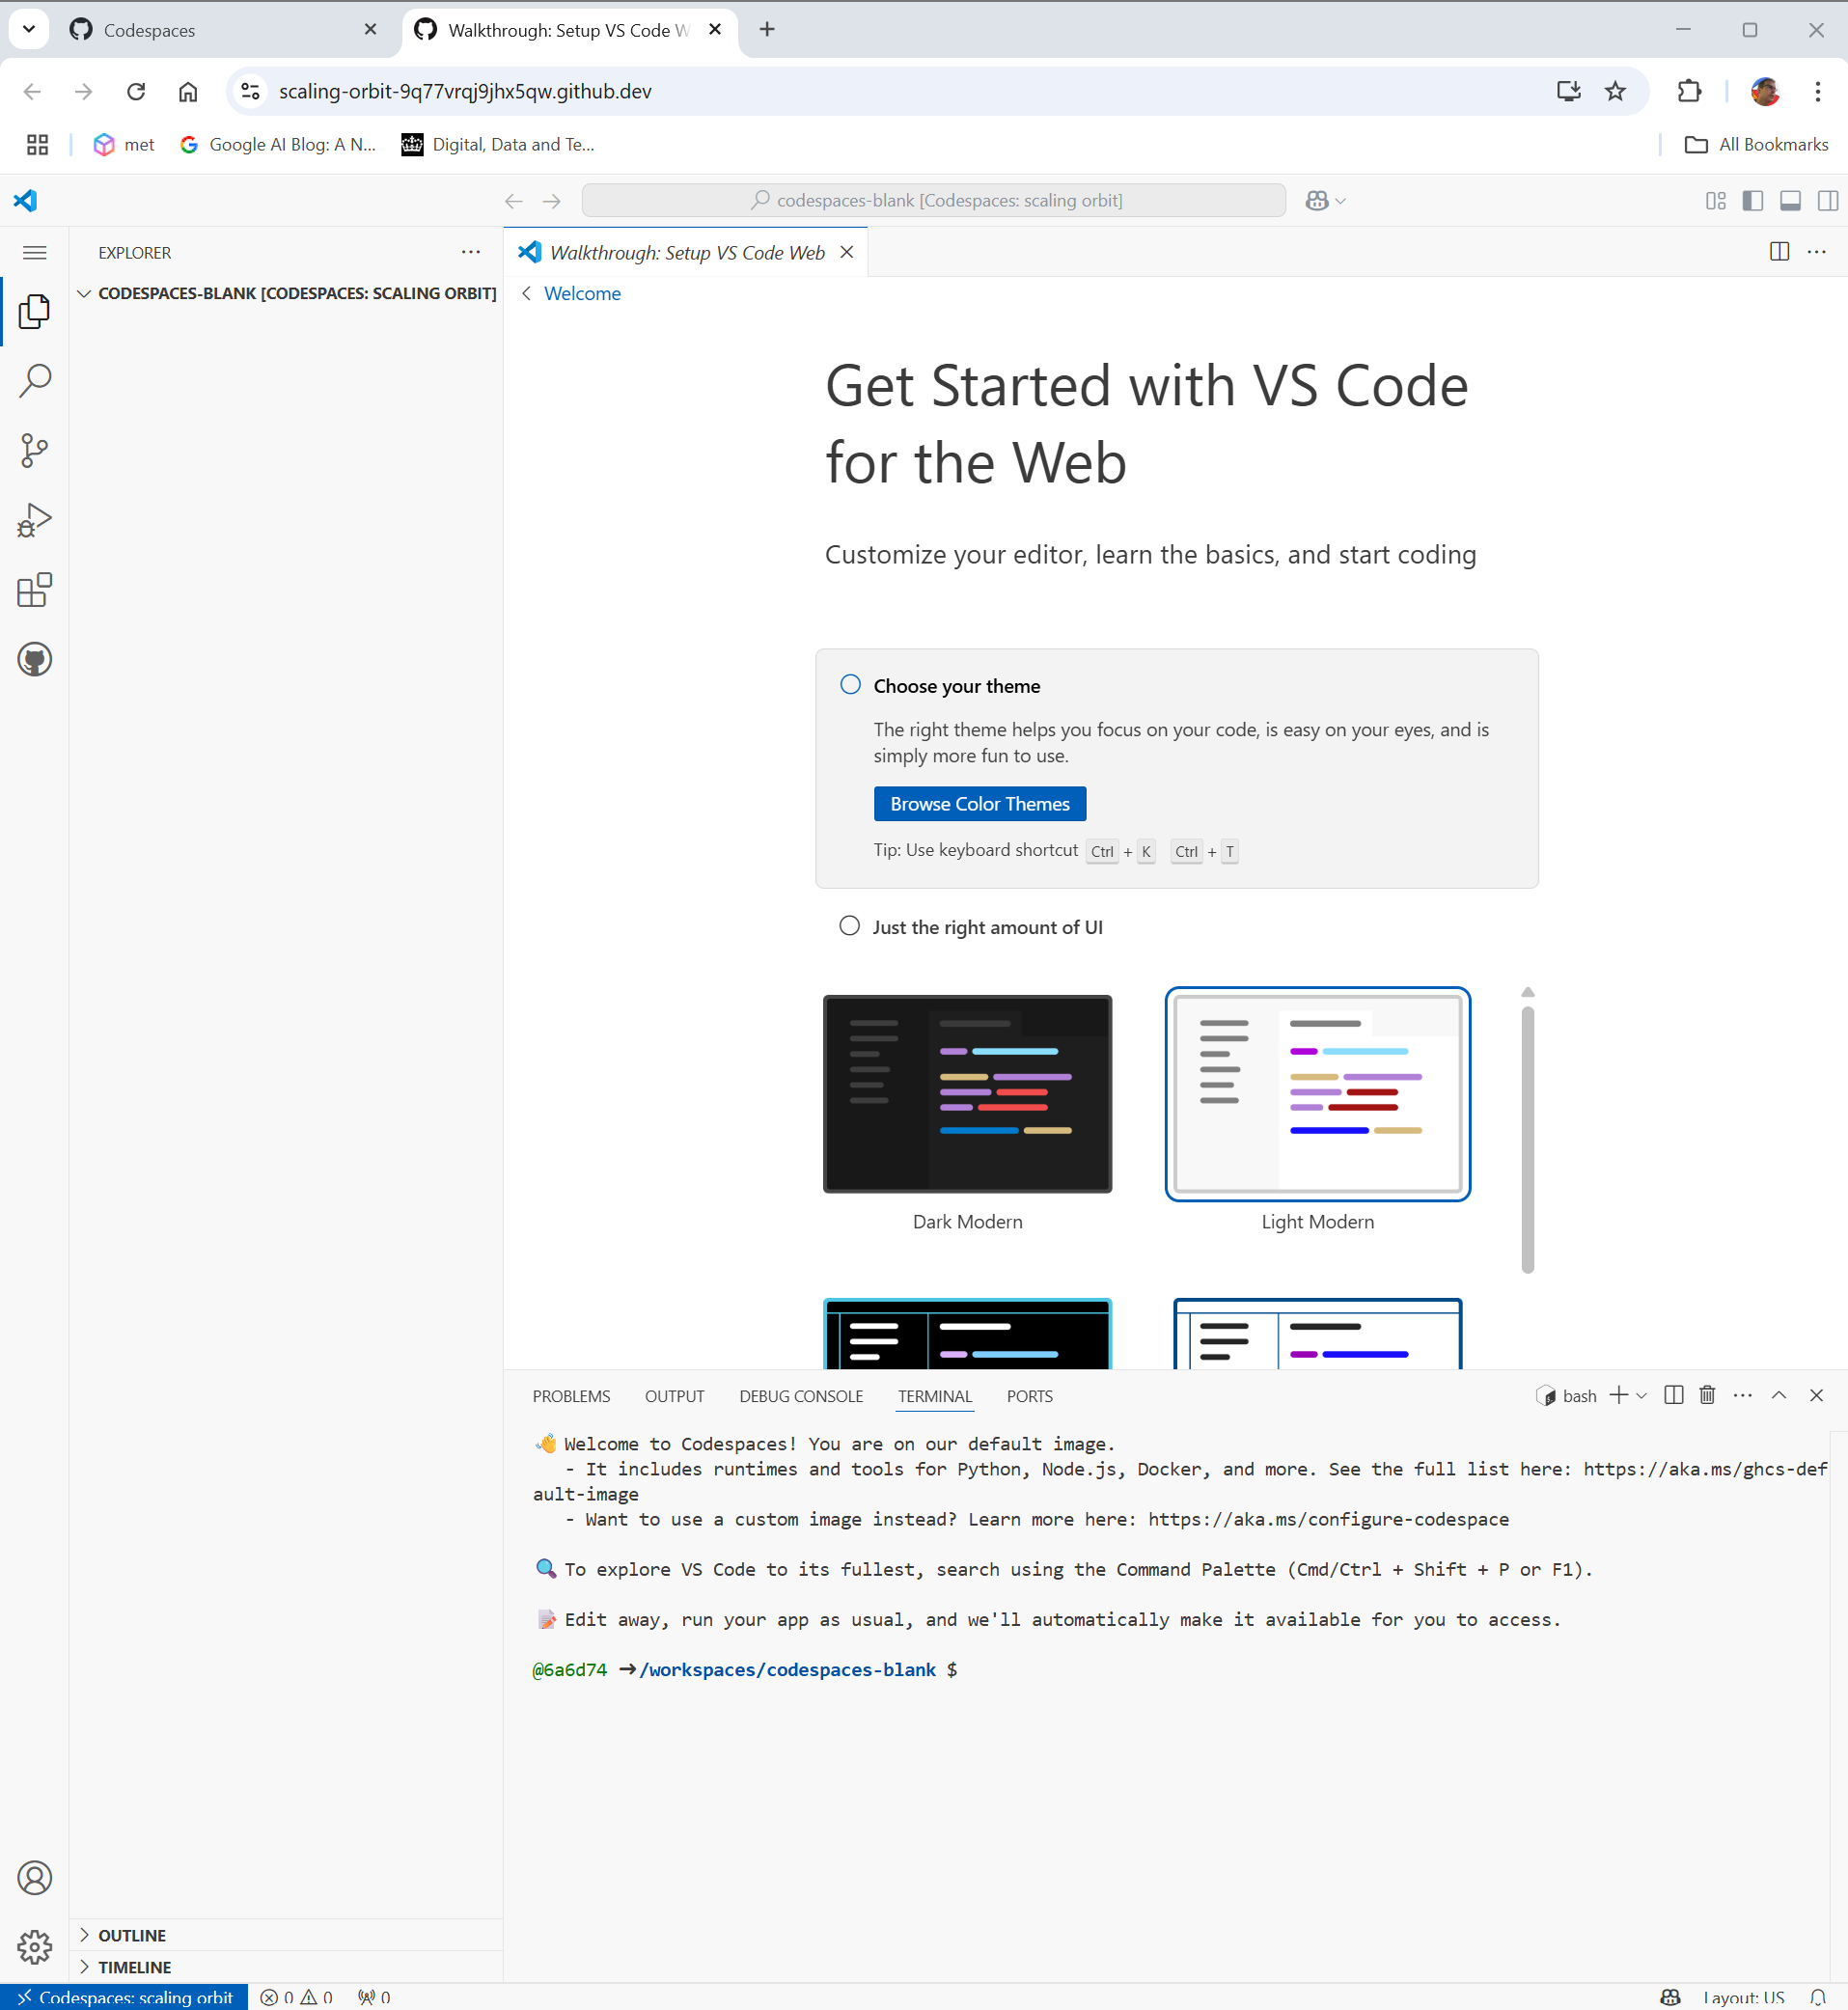 Codespaces
Walkthrough: Setup VS Code W
scaling-orbit-9q77vrqj9jhx5qw.github.dev
met
Google AI Blog: A N...
Digital, Data and Te...
All Bookmarks
codespaces-blank [Codespaces: scaling orbit]
EXPLORER
Walkthrough: Setup VS Code Web
CODESPACES-BLANK [CODESPACES: SCALING ORBIT]
Welcome
Get Started with VS Code
for the Web
Customize your editor, learn the basics, and start coding
Choose your theme
The right theme helps you focus on your code, is easy on your eyes, and is
simply more fun to use.
Browse Color Themes
Tip: Use keyboard shortcut Ctrl + K Ctrl + T
Just the right amount of UI
Dark Modern
Light Modern
PROBLEMS OUTPUT DEBUG CONSOLE TERMINAL PORTS
bash
👋 Welcome to Codespaces! You are on our default image.
- It includes runtimes and tools for Python, Node.js, Docker, and more. See the full list here: https://aka.ms/ghcs-def
ault-image
- Want to use a custom image instead? Learn more here: https://aka.ms/configure-codespace
🔍 To explore VS Code to its fullest, search using the Command Palette (Cmd/Ctrl + Shift + P or F1).
📝 Edit away, run your app as usual, and we'll automatically make it available for you to access.
@6a6d74 ➜/workspaces/codespaces-blank $
OUTLINE
TIMELINE
Codespaces: scaling orbit
0 0
0
Layout: US